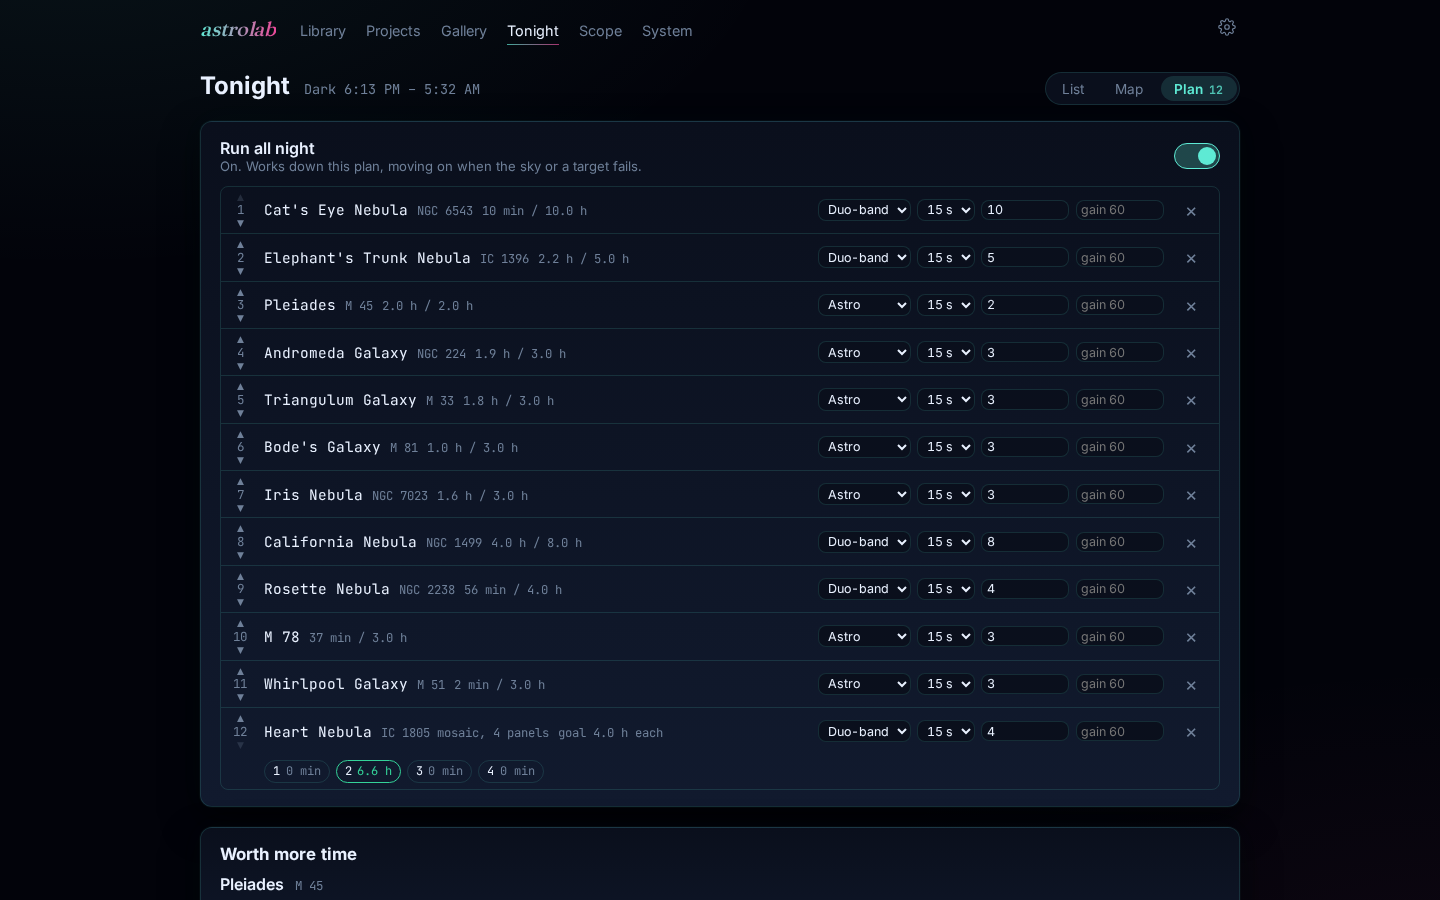 astrolab Library Projects Gallery Tonight Scope System
Tonight Dark 6:13 PM – 5:32 AM List Map Plan 12
Run all night
On. Works down this plan, moving on when the sky or a target fails.
▲
1 Cat's Eye Nebula NGC 6543 10 min / 10.0 h Duo-band 15 s 10 gain 60 ×
▼
▲
2 Elephant's Trunk Nebula IC 1396 2.2 h / 5.0 h Duo-band 15 s 5 gain 60 ×
▼
▲
3 Pleiades M 45 2.0 h / 2.0 h Astro 15 s 2 gain 60 ×
▼
▲
4 Andromeda Galaxy NGC 224 1.9 h / 3.0 h Astro 15 s 3 gain 60 ×
▼
▲
5 Triangulum Galaxy M 33 1.8 h / 3.0 h Astro 15 s 3 gain 60 ×
▼
▲
6 Bode's Galaxy M 81 1.0 h / 3.0 h Astro 15 s 3 gain 60 ×
▼
▲
7 Iris Nebula NGC 7023 1.6 h / 3.0 h Astro 15 s 3 gain 60 ×
▼
▲
8 California Nebula NGC 1499 4.0 h / 8.0 h Duo-band 15 s 8 gain 60 ×
▼
▲
9 Rosette Nebula NGC 2238 56 min / 4.0 h Duo-band 15 s 4 gain 60 ×
▼
▲
10 M 78 37 min / 3.0 h Astro 15 s 3 gain 60 ×
▼
▲
11 Whirlpool Galaxy M 51 2 min / 3.0 h Astro 15 s 3 gain 60 ×
▼
▲
12 Heart Nebula IC 1805 mosaic, 4 panels goal 4.0 h each Duo-band 15 s 4 gain 60 ×
▼
1 0 min 2 6.6 h 3 0 min 4 0 min
Worth more time
Pleiades M 45